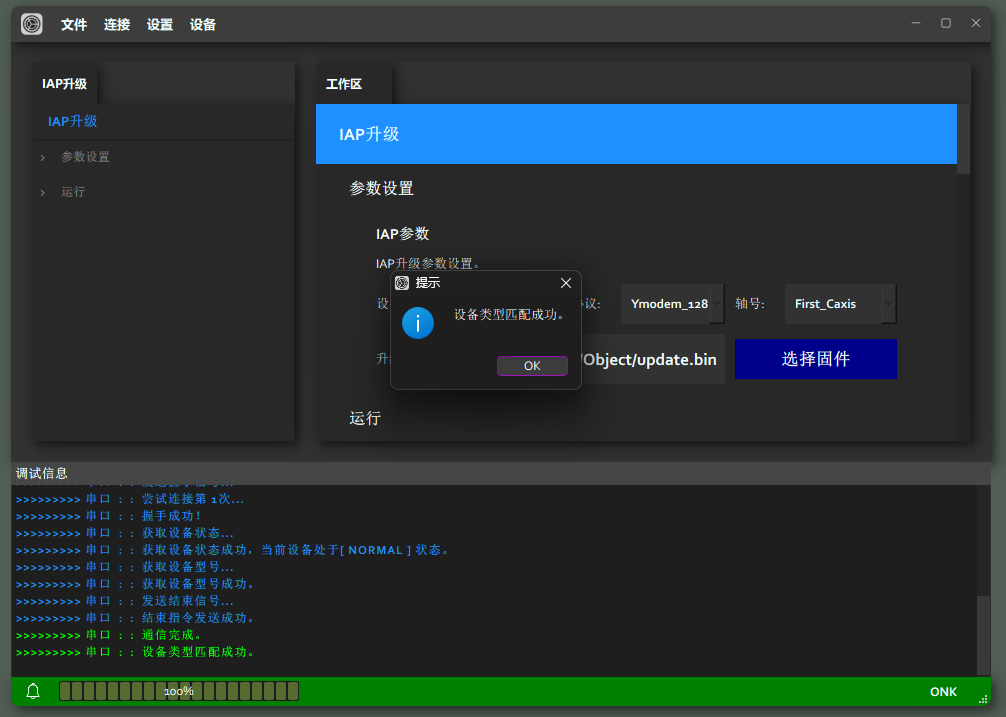 文件 连接 设置 设备
IAP升级
工作区
IAP升级
IAP升级
参数设置
参数设置
运行
IAP参数
IAP升级参数设置。
提示
设备类型匹配成功。
OK
设
议:
Ymodem_128
轴号:
First_Caxis
升
/Object/update.bin
选择固件
运行
调试信息
>>>>>>>>> 串口 : : 尝试连接第 1次...
>>>>>>>>> 串口 : : 握手成功!
>>>>>>>>> 串口 : : 获取设备状态...
>>>>>>>>> 串口 : : 获取设备状态成功，当前设备处于[ NORMAL ] 状态。
>>>>>>>>> 串口 : : 获取设备型号...
>>>>>>>>> 串口 : : 获取设备型号成功。
>>>>>>>>> 串口 : : 发送结束信号...
>>>>>>>>> 串口 : : 结束指令发送成功。
>>>>>>>>> 串口 : : 通信完成。
>>>>>>>>> 串口 : : 设备类型匹配成功。
100%
ONK